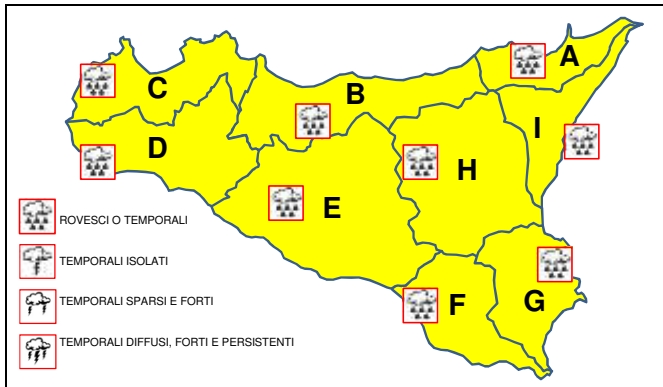 A
C
B
I
D
H
E
F
G
ROVESCI O TEMPORALI
TEMPORALI ISOLATI
TEMPORALI SPARSI E FORTI
TEMPORALI DIFFUSI, FORTI E PERSISTENTI